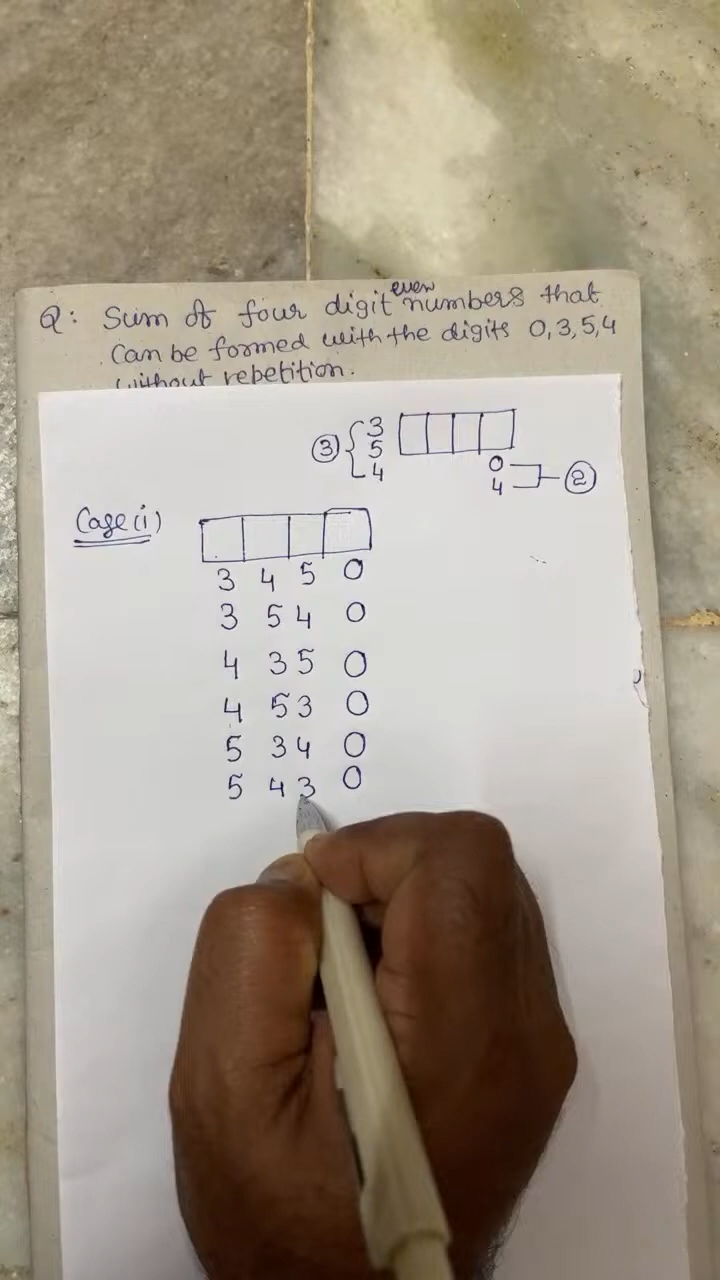 Q: Sum of four digit even numbers that
can be formed with the digits 0,3,5,4
without repetition.
③ { 3 5 4
0 4 ] – ②
Case (i)
3 4 5 0
3 5 4 0
4 3 5 0
4 5 3 0
5 3 4 0
5 4 3 0